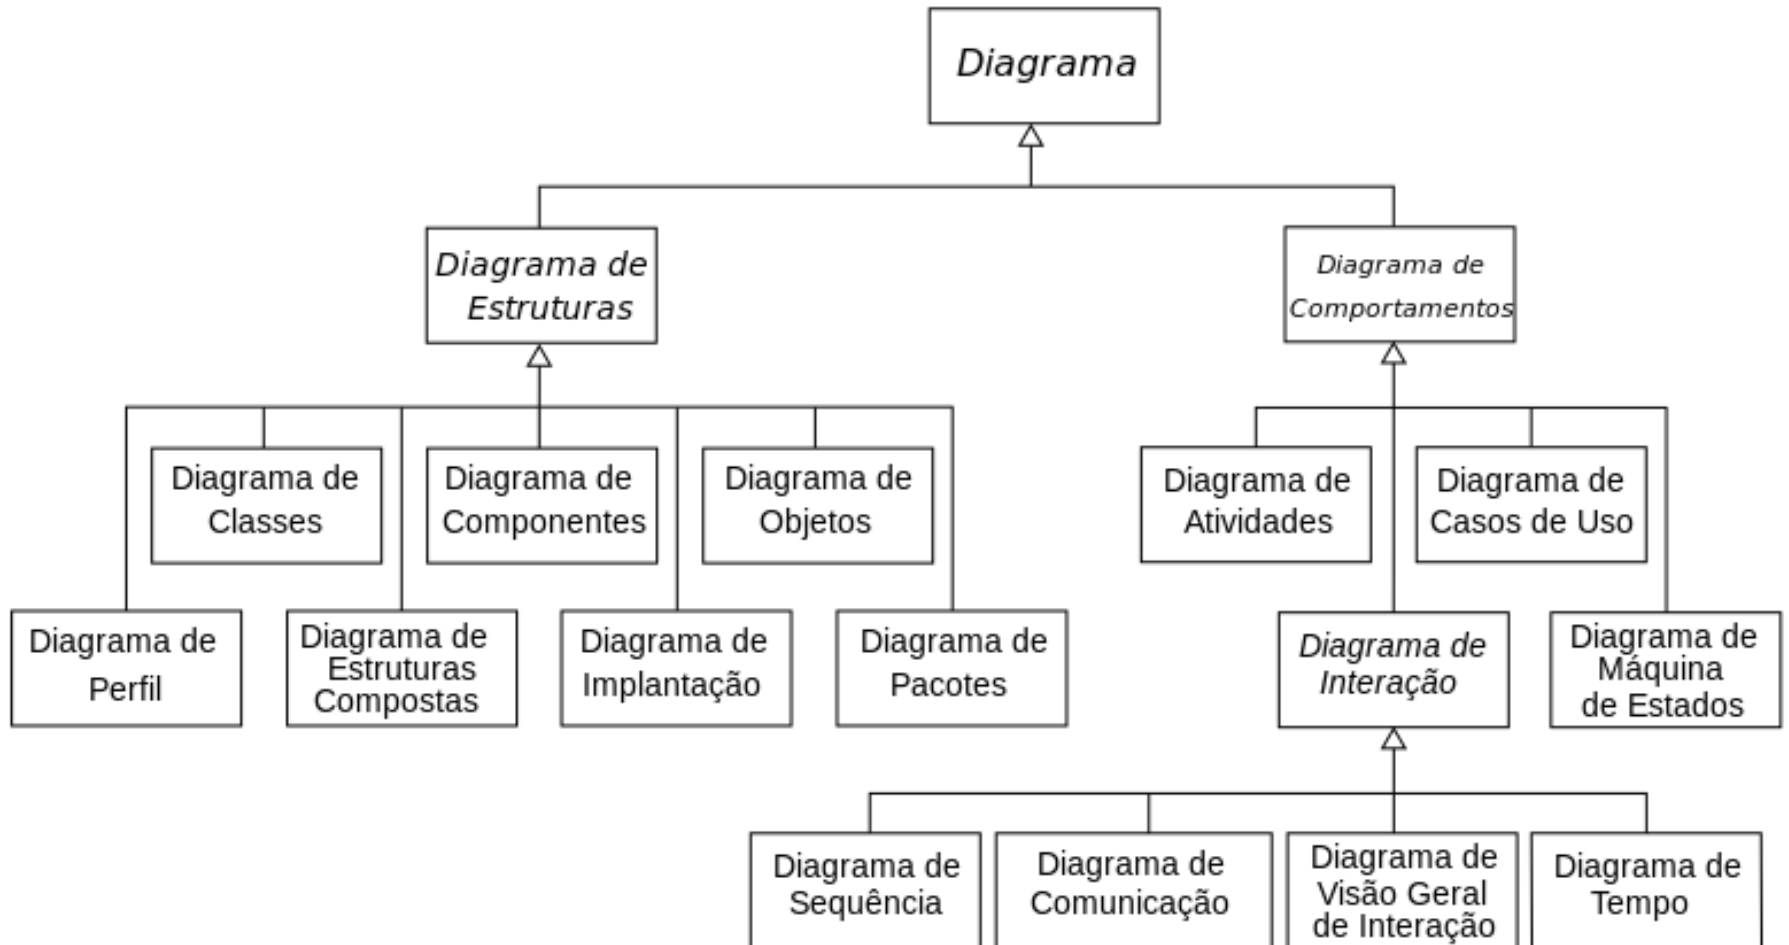 Diagrama
Diagrama de
Estruturas
Diagrama de
Comportamentos
Diagrama de
Classes
Diagrama de
Componentes
Diagrama de
Objetos
Diagrama de
Atividades
Diagrama de
Casos de Uso
Diagrama de
Perfil
Diagrama de
Estruturas
Compostas
Diagrama de
Implantação
Diagrama de
Pacotes
Diagrama de
Interação
Diagrama de
Máquina
de Estados
Diagrama de
Sequência
Diagrama de
Comunicação
Diagrama de
Visão Geral
de Interação
Diagrama de
Tempo